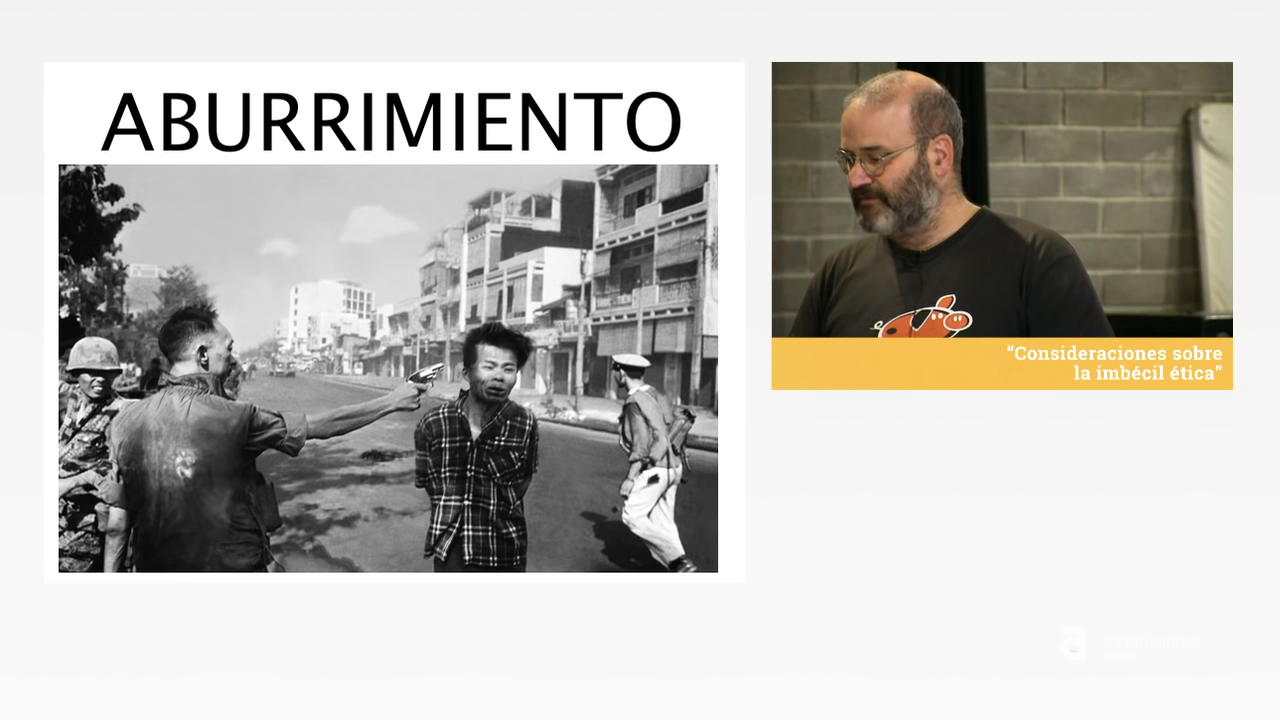 ABURRIMIENTO
“Consideraciones sobre
la imbécil ética”